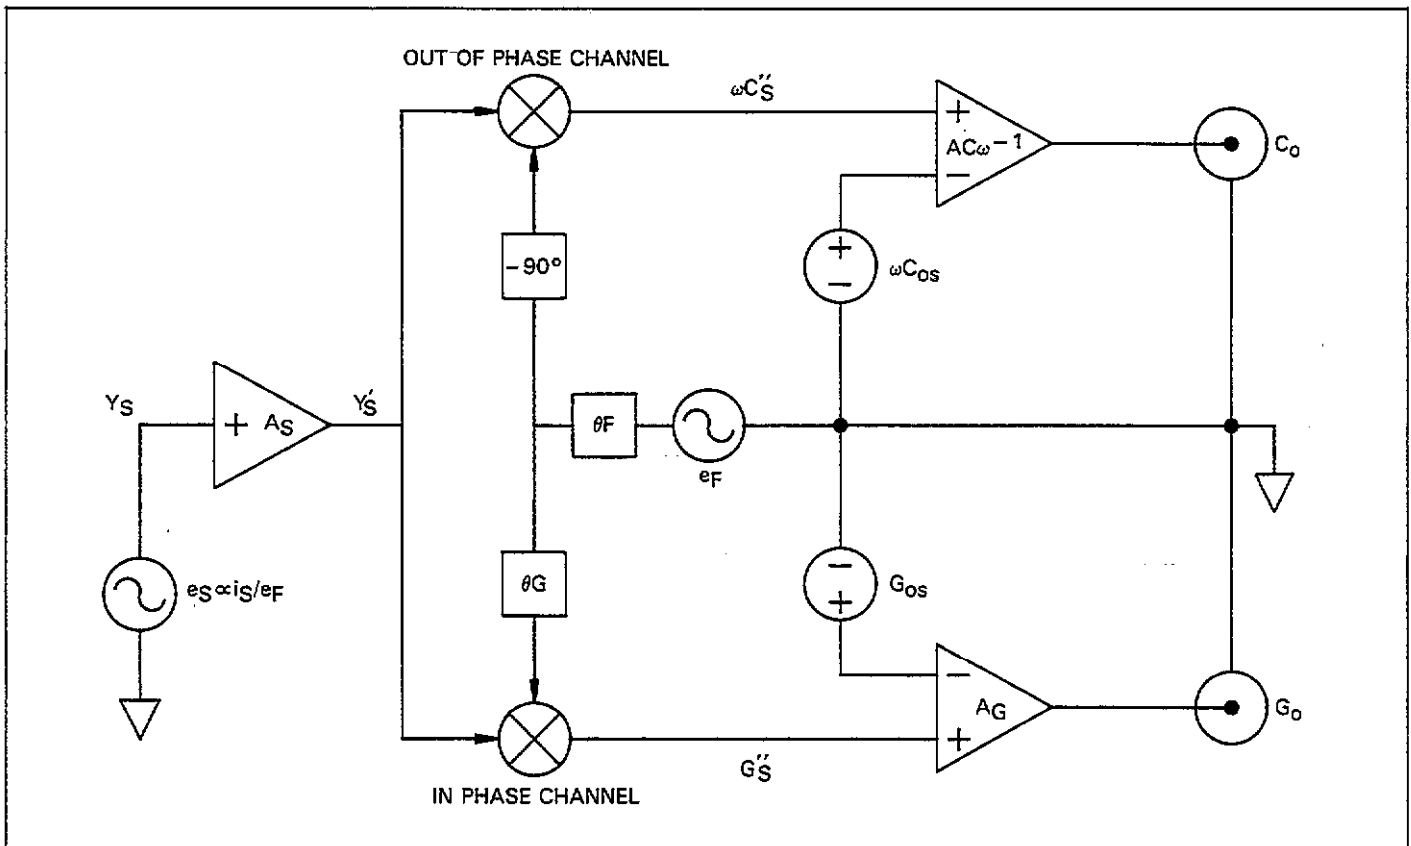 OUT OF PHASE CHANNEL
ωC″S
+
ACω−1
−
Co
−90°
+
−
ωCos
YS
+ AS
Y′S
θF
eF
eS∝iS/eF
θG
−
+
Gos
−
AG
+
Go
G″S
IN PHASE CHANNEL